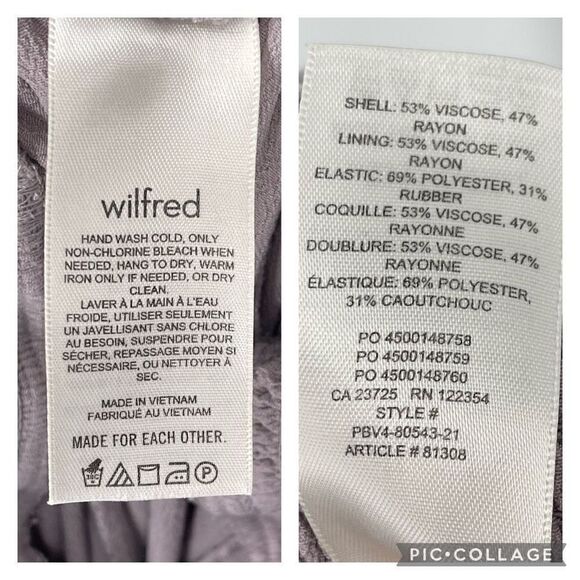 wilfred
HAND WASH COLD, ONLY
NON-CHLORINE BLEACH WHEN
NEEDED, HANG TO DRY, WARM
IRON ONLY IF NEEDED, OR DRY
CLEAN.
LAVER À LA MAIN À L'EAU
FROIDE, UTILISER SEULEMENT
UN JAVELLISANT SANS CHLORE
AU BESOIN, SUSPENDRE POUR
SÉCHER, REPASSAGE MOYEN SI
NÉCESSAIRE, OU NETTOYER À
SEC.
MADE IN VIETNAM
FABRIQUÉ AU VIETNAM
MADE FOR EACH OTHER.
30C
P
SHELL: 53% VISCOSE, 47%
RAYON
LINING: 53% VISCOSE, 47%
RAYON
ELASTIC: 69% POLYESTER, 31%
RUBBER
COQUILLE: 53% VISCOSE, 47%
RAYONNE
DOUBLURE: 53% VISCOSE, 47%
RAYONNE
ÉLASTIQUE: 69% POLYESTER,
31% CAOUTCHOUC
PO 4500148758
PO 4500148759
PO 4500148760
CA 23725 RN 122354
STYLE #
PBV4-80543-21
ARTICLE # 81308
PIC•COLLAGE